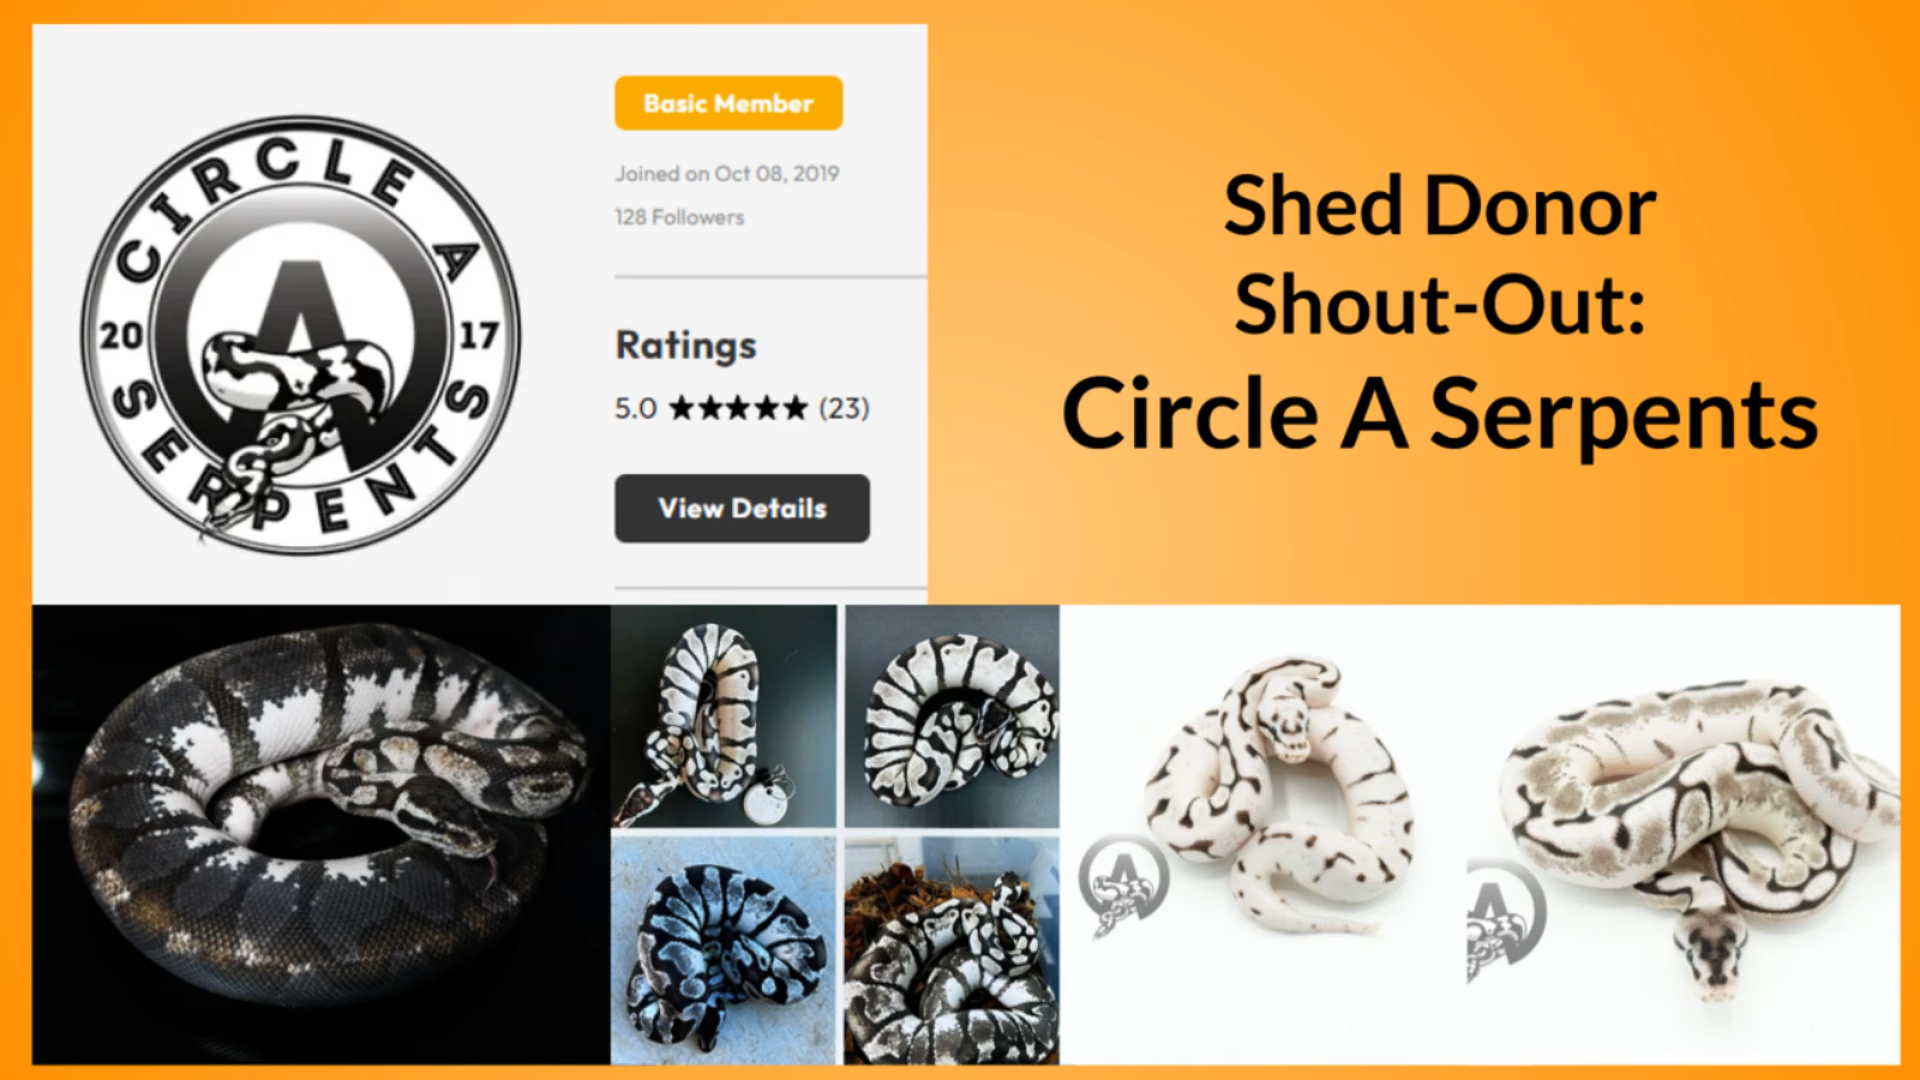 CIRCLE A
20 17
SERPENTS
Basic Member
Joined on Oct 08, 2019
128 Followers
Ratings
5.0 ★★★★★ (23)
View Details
Shed Donor
Shout-Out:
Circle A Serpents
A
A